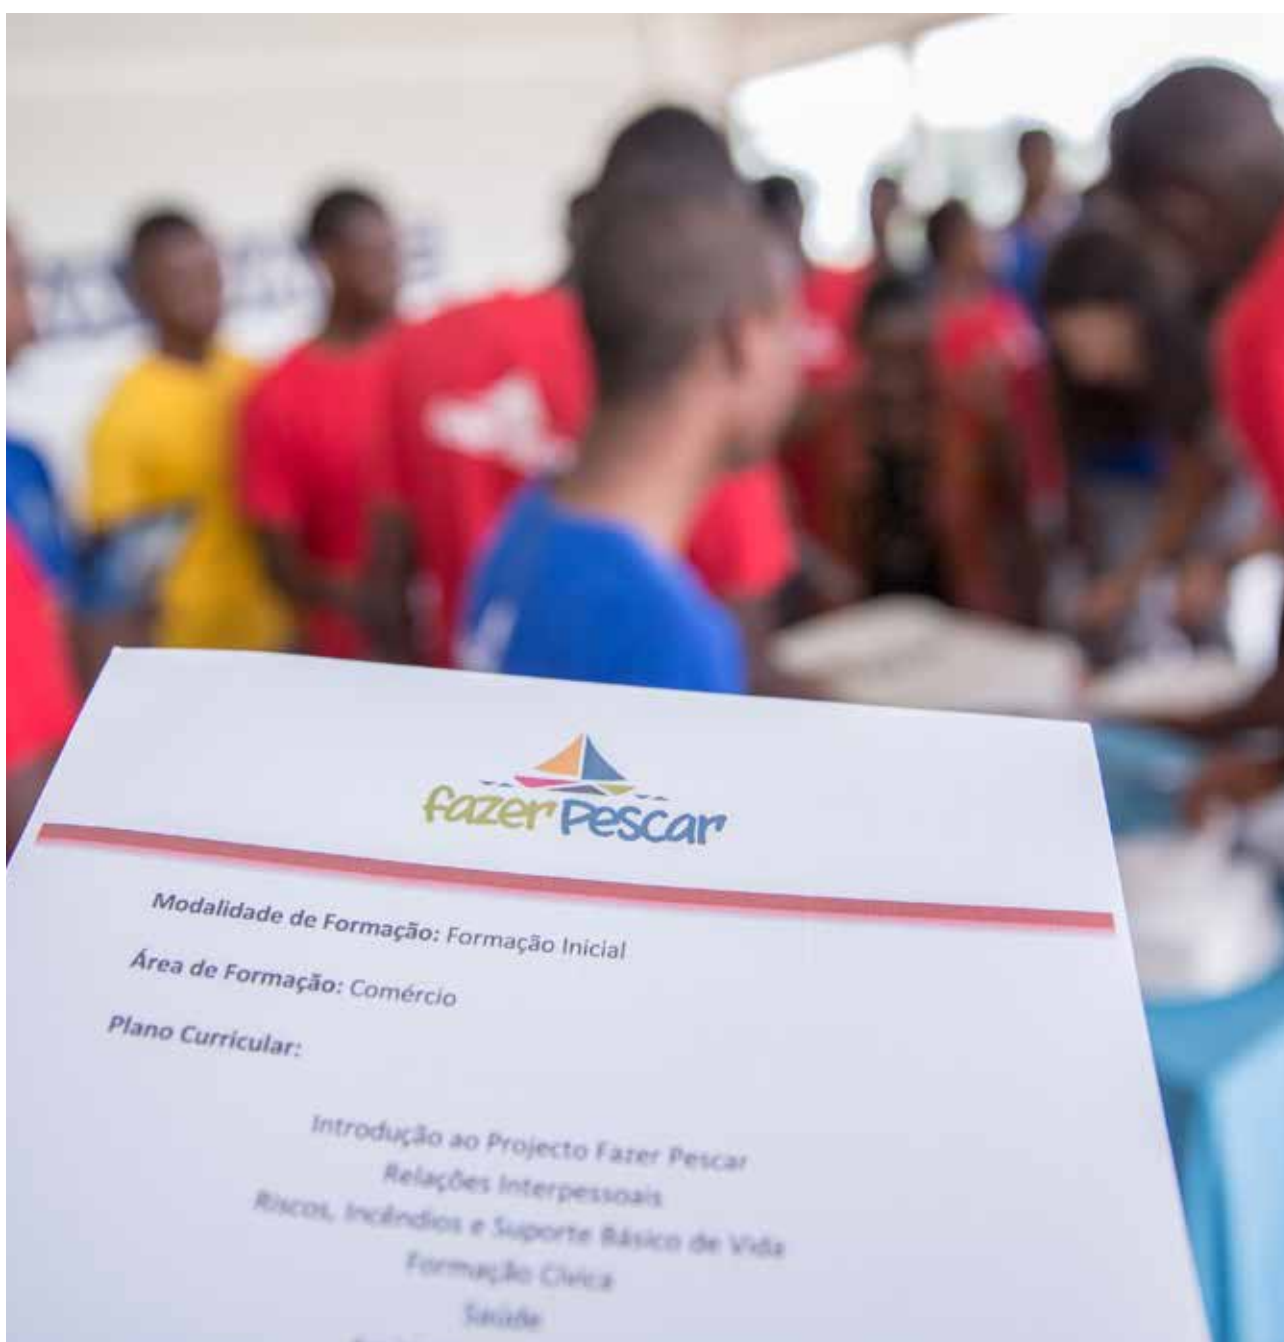 fazer Pescar
Modalidade de Formação: Formação Inicial
Área de Formação: Comércio
Plano Curricular:
Introdução ao Projecto Fazer Pescar
Relações Interpessoais
Riscos, Incêndios e Suporte Básico de Vida
Formação Cívica
Saúde